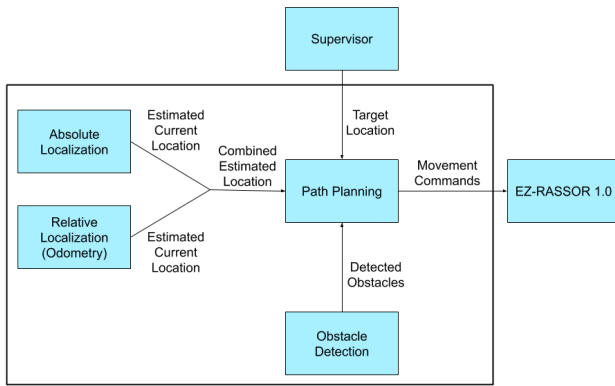 Supervisor
Target
Location
Absolute
Localization
Estimated
Current
Location
Combined
Estimated
Location
Path Planning
Movement
Commands
EZ-RASSOR 1.0
Relative
Localization
(Odometry)
Estimated
Current
Location
Detected
Obstacles
Obstacle
Detection